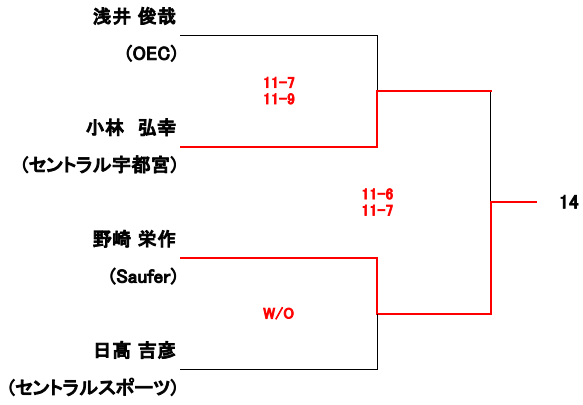 浅井 俊哉
(OEC)
11-7
11-9
小林　弘幸
(セントラル宇都宮)
11-6
11-7
14
野崎 栄作
(Saufer)
W/O
日髙 吉彦
(セントラルスポーツ)